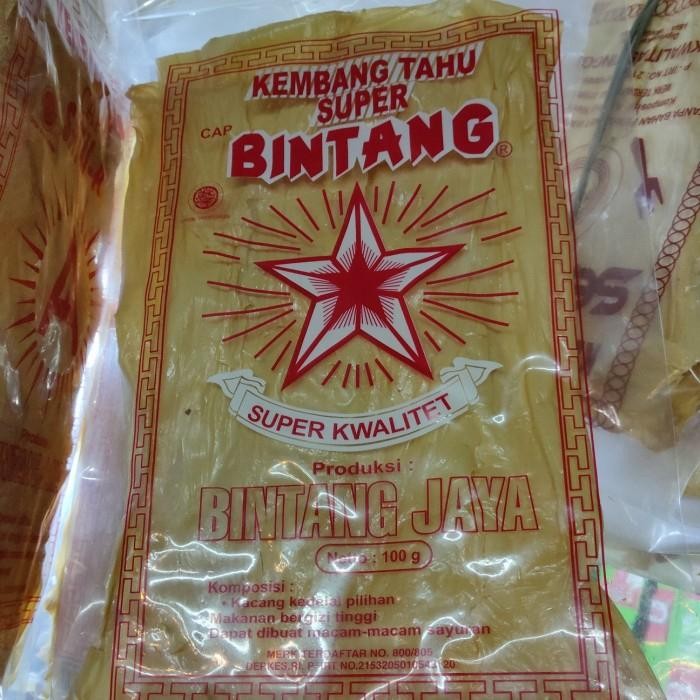 KEMBANG TAHU
SUPER
CAP
BINTANG®
SUPER KWALITET
Produksi :
BINTANG JAYA
Netto : 100 g
Komposisi :
• Kacang kedelai pilihan
Makanan bergizi tinggi
Dapat dibuat macam-macam sayuran
MERK TERDAFTAR NO. 800/805